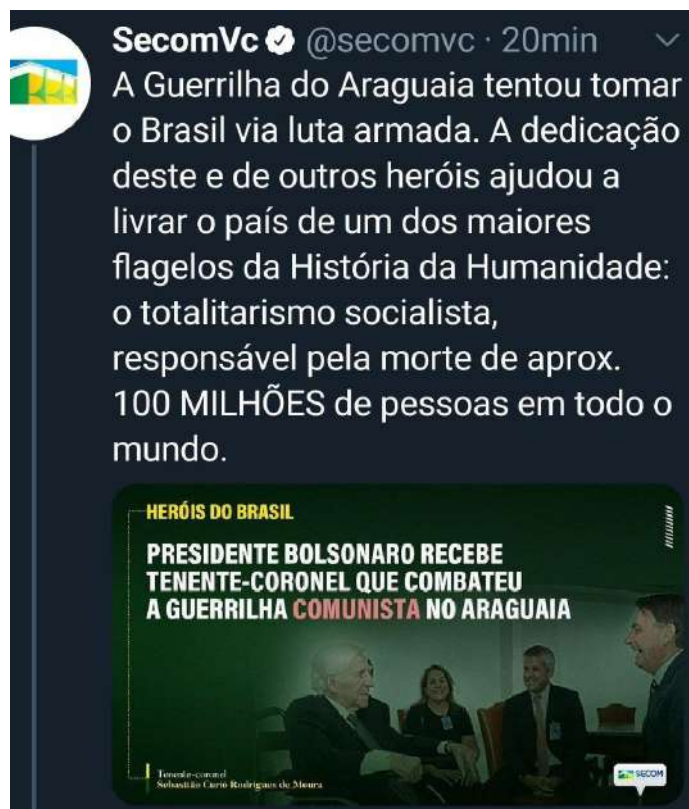 SecomVc @secomvc · 20min
A Guerrilha do Araguaia tentou tomar
o Brasil via luta armada. A dedicação
deste e de outros heróis ajudou a
livrar o país de um dos maiores
flagelos da História da Humanidade:
o totalitarismo socialista,
responsável pela morte de aprox.
100 MILHÕES de pessoas em todo o
mundo.
HERÓIS DO BRASIL
PRESIDENTE BOLSONARO RECEBE
TENENTE-CORONEL QUE COMBATEU
A GUERRILHA COMUNISTA NO ARAGUAIA
Tenente-coronel
Sebastião Curió Rodrigues de Moura
SECOM